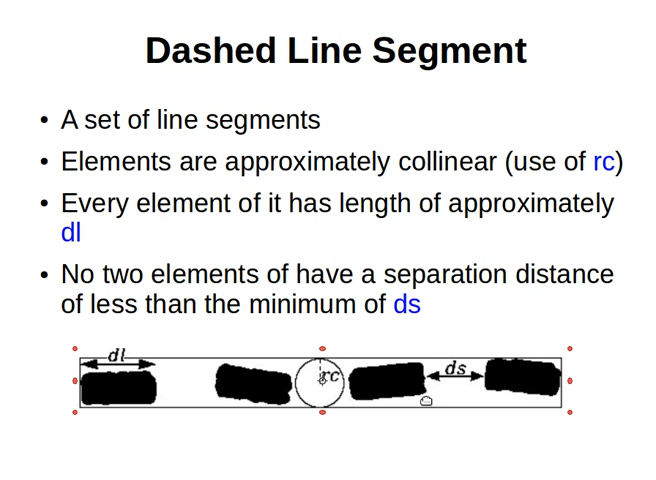 Dashed Line Segment
• A set of line segments
• Elements are approximately collinear (use of rc)
• Every element of it has length of approximately
dl
• No two elements of have a separation distance
of less than the minimum of ds
dl
rc
ds